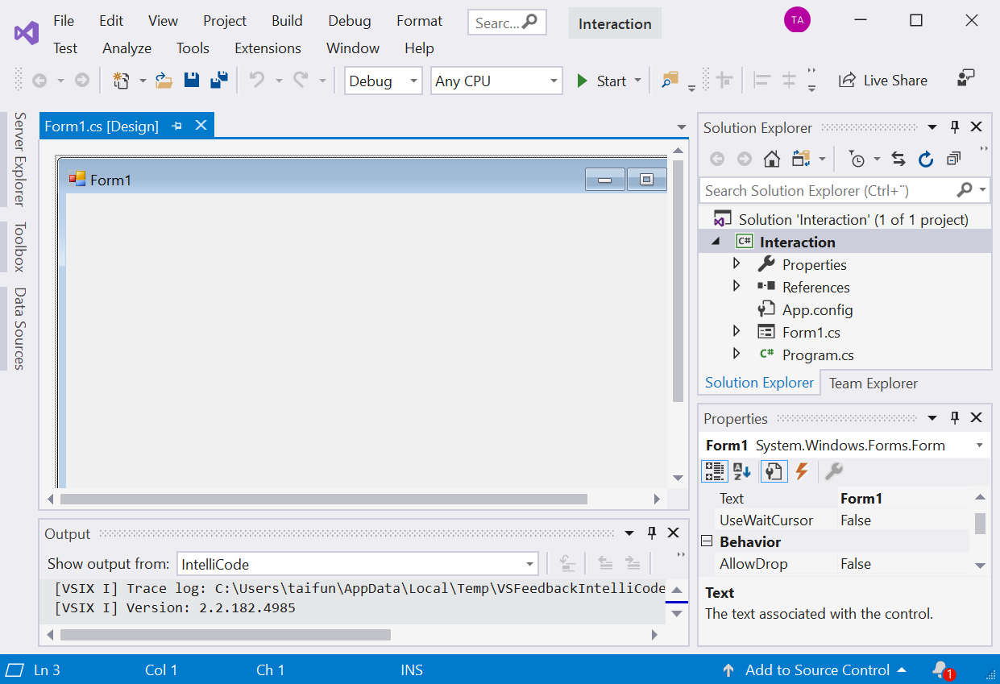 File Edit View Project Build Debug Format Searc... Interaction TA
Test Analyze Tools Extensions Window Help
Debug Any CPU Start Live Share
Server Explorer
Toolbox
Data Sources
Form1.cs [Design]
Form1
Solution Explorer
Search Solution Explorer (Ctrl+¨)
Solution 'Interaction' (1 of 1 project)
C# Interaction
Properties
References
App.config
Form1.cs
C# Program.cs
Solution Explorer Team Explorer
Properties
Form1 System.Windows.Forms.Form
Text Form1
UseWaitCursor False
Behavior
AllowDrop False
Text
The text associated with the control.
Output
Show output from: IntelliCode
[VSIX I] Trace log: C:\Users\taifun\AppData\Local\Temp\VSFeedbackIntelliCode
[VSIX I] Version: 2.2.182.4985
Ln 3 Col 1 Ch 1 INS Add to Source Control 1